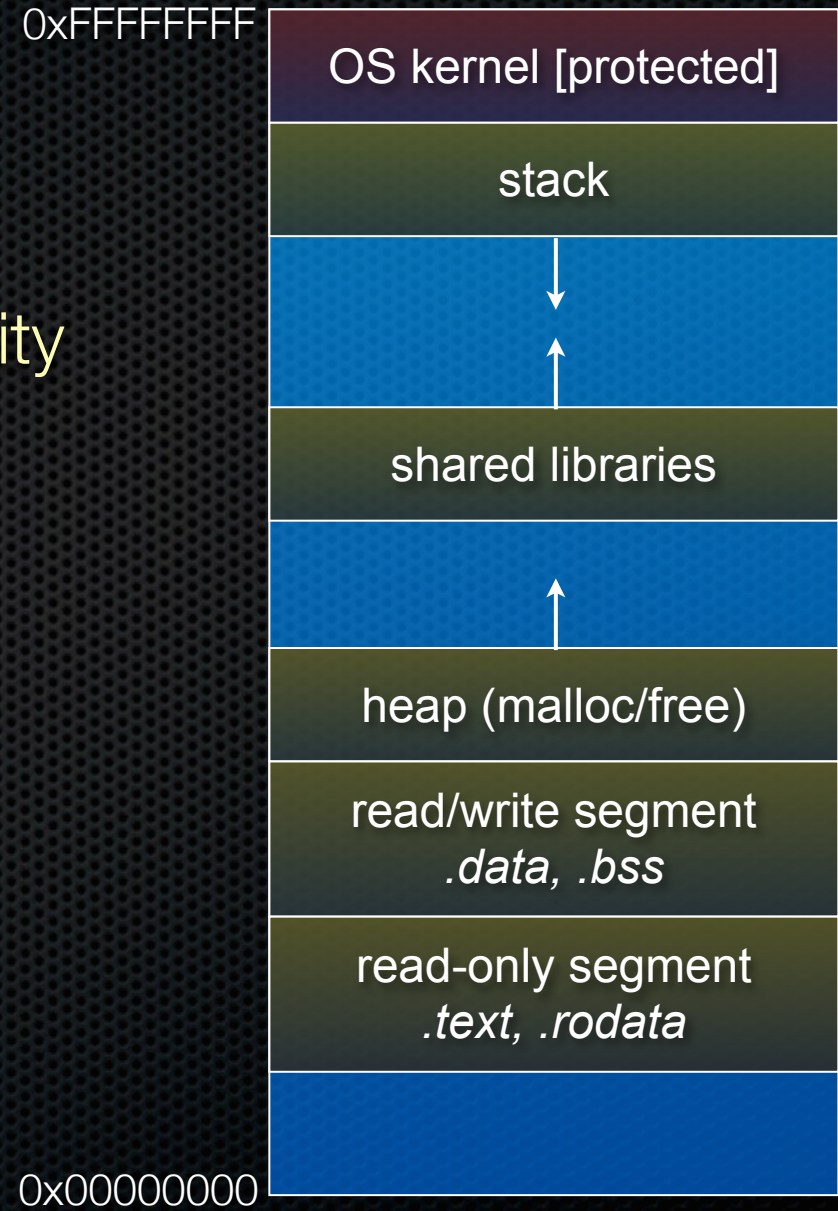 0xFFFFFFFF
OS kernel [protected]
stack
ity
shared libraries
heap (malloc/free)
read/write segment
.data, .bss
read-only segment
.text, .rodata
0x00000000